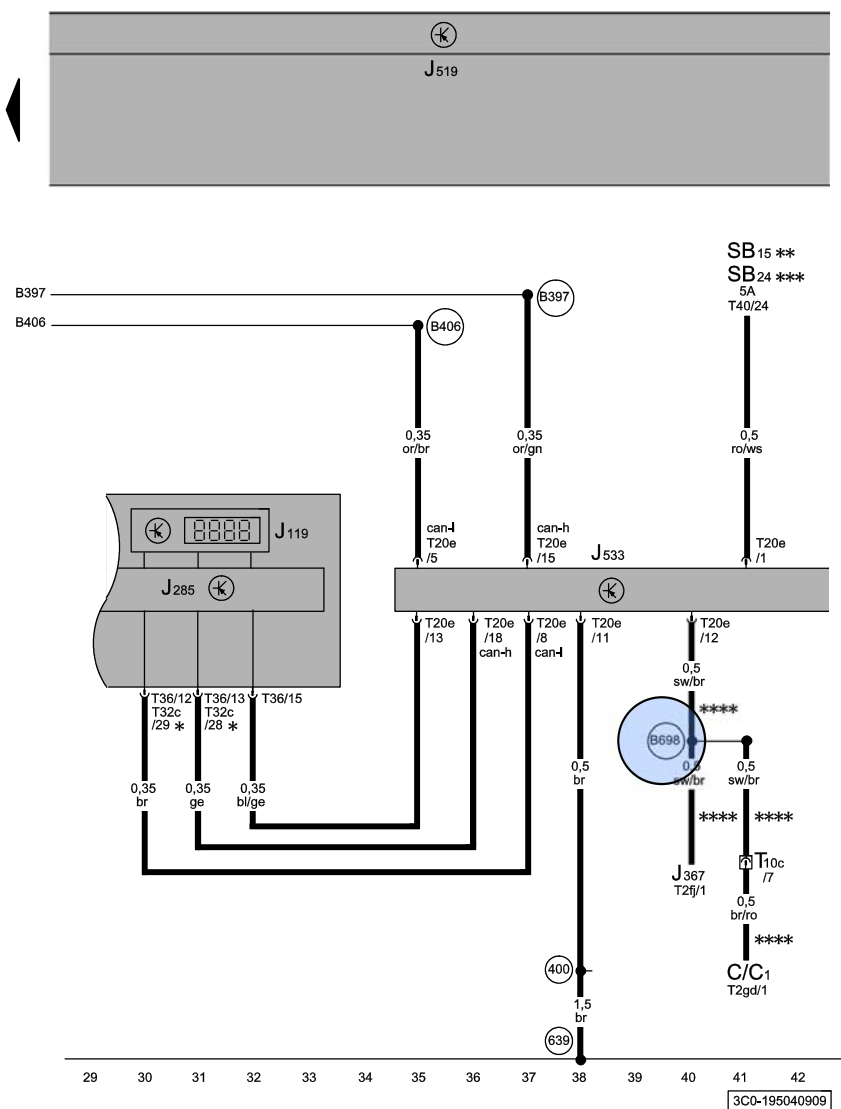 J519
SB15 **
SB24 ***
5A
T40/24
B397
B397
B406
B406
0,35
or/br
0,35
or/gn
0,5
ro/ws
can-l
T20e
/5
can-h
T20e
/15
J533
T20e
/1
J119
J285
T20e
/13
T20e
/18
can-h
T20e
/8
can-l
T20e
/11
T20e
/12
T36/12
T32c
/29 *
T36/13
T32c
/28 *
T36/15
0,5
sw/br
****
B698
0,35
br
0,35
ge
0,35
bl/ge
0,5
br
0,5
sw/br
0,5
sw/br
**** ****
J367
T2fj/1
T10c
/7
0,5
br/ro
****
C/C1
T2gd/1
400
1,5
br
639
29 30 31 32 33 34 35 36 37 38 39 40 41 42
3C0-195040909